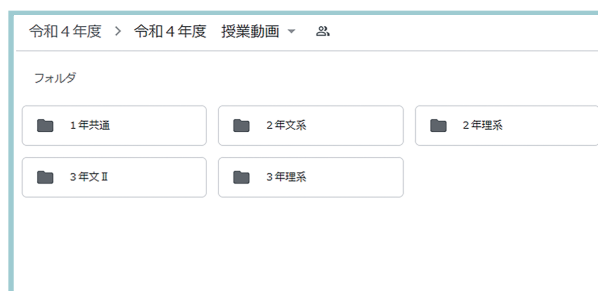 令和４年度 > 令和４年度　授業動画
フォルダ
１年共通 ２年文系 ２年理系
３年文Ⅱ ３年理系